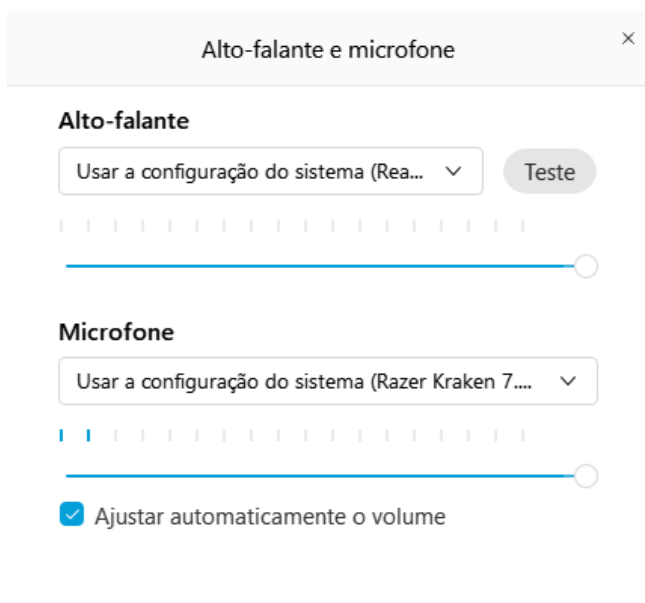 Alto-falante e microfone
Alto-falante
Usar a configuração do sistema (Rea...
Teste
Microfone
Usar a configuração do sistema (Razer Kraken 7....
Ajustar automaticamente o volume